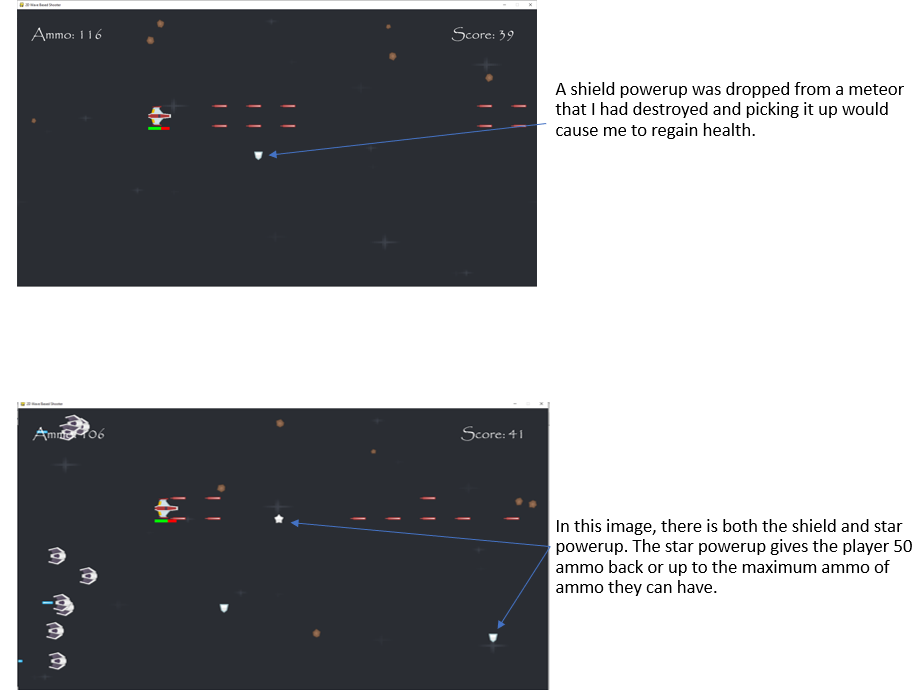 2D Wave Based Shooter
Ammo: 116
Score: 39
A shield powerup was dropped from a meteor
that I had destroyed and picking it up would
cause me to regain health.
2D Wave Based Shooter
Ammo: 106
Score: 41
In this image, there is both the shield and star
powerup. The star powerup gives the player 50
ammo back or up to the maximum ammo of
ammo they can have.